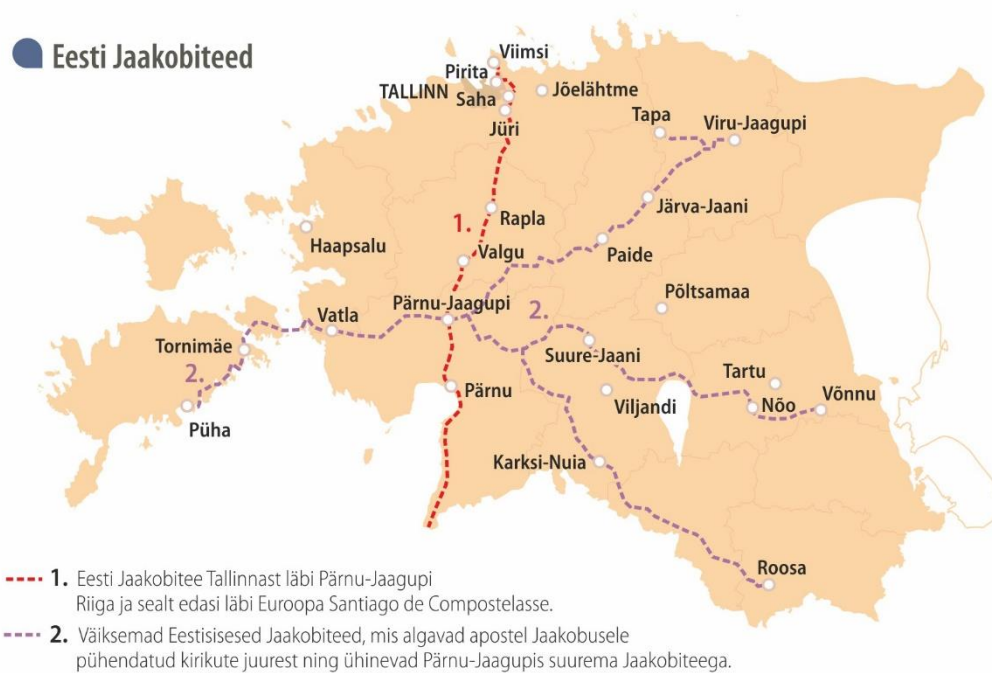 Eesti Jaakobiteed
Viimsi
Pirita
TALLINN
Saha
Jõelähtme
Jüri
Tapa
Viru-Jaagupi
Järva-Jaani
Rapla
1.
Haapsalu
Valgu
Paide
Pärnu-Jaagupi
2.
Põltsamaa
Vatla
Tornimäe
2.
Suure-Jaani
Tartu
Pärnu
Viljandi
Nõo
Võnnu
Püha
Karksi-Nuia
Roosa
1. Eesti Jaakobitee Tallinnast läbi Pärnu-Jaagupi
Riiga ja sealt edasi läbi Euroopa Santiago de Compostelasse.
2. Väiksemad Eestisisesed Jaakobiteed, mis algavad apostel Jaakobusele
pühendatud kirikute juurest ning ühinevad Pärnu-Jaagupis suurema Jaakobiteega.